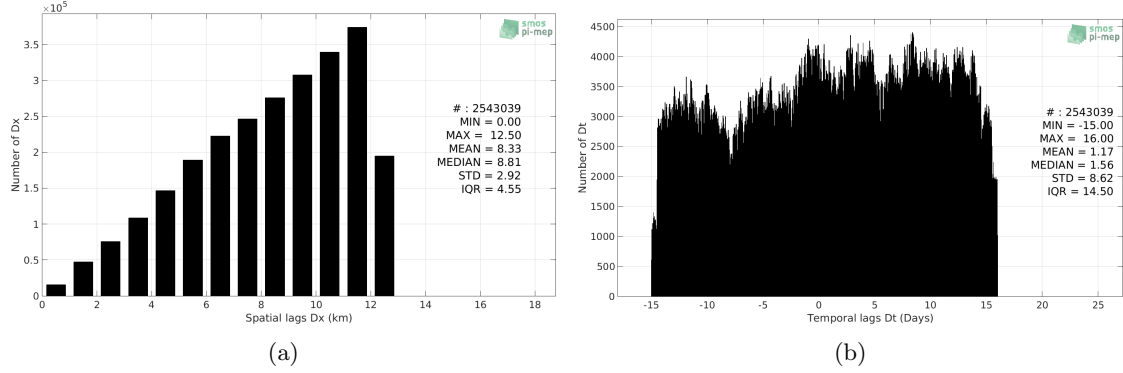 ×10^5
3.5
3
2.5
2
1.5
1
0.5
0
0 2 4 6 8 10 12 14 16 18
Number of Dx
Spatial lags Dx (km)
smos
pi-mep
# : 2543039
MIN = 0.00
MAX = 12.50
MEAN = 8.33
MEDIAN = 8.81
STD = 2.92
IQR = 4.55
(a)
4500
4000
3500
3000
2500
2000
1500
1000
500
0
-15 -10 -5 0 5 10 15 20 25
Number of Dt
Temporal lags Dt (Days)
smos
pi-mep
# : 2543039
MIN = -15.00
MAX = 16.00
MEAN = 1.17
MEDIAN = 1.56
STD = 8.62
IQR = 14.50
(b)